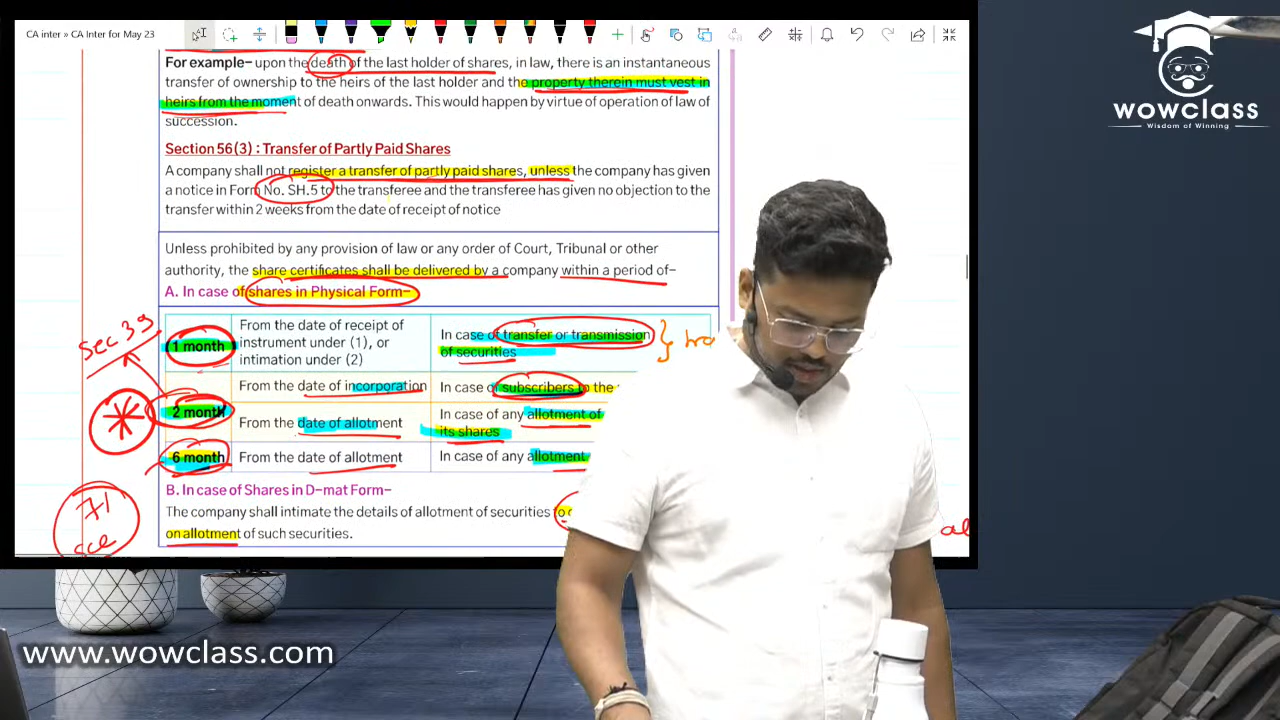 CA inter » CA Inter for May 23
For example- upon the death of the last holder of shares, in law, there is an instantaneous
transfer of ownership to the heirs of the last holder and the property therein must vest in
heirs from the moment of death onwards. This would happen by virtue of operation of law of
succession.
Section 56(3) : Transfer of Partly Paid Shares
A company shall not register a transfer of partly paid shares, unless the company has given
a notice in Form No. SH.5 to the transferee and the transferee has given no objection to the
transfer within 2 weeks from the date of receipt of notice
Unless prohibited by any provision of law or any order of Court, Tribunal or other
authority, the share certificates shall be delivered by a company within a period of-
A. In case of shares in Physical Form-
Sec 39
1 month
From the date of receipt of
instrument under (1), or
intimation under (2)
In case of transfer or transmission
of securities
From the date of incorporation
In case of subscribers to the
2 month
From the date of allotment
In case of any allotment of
its shares
6 month
From the date of allotment
In case of any allotment
B. In case of Shares in D-mat Form-
The company shall intimate the details of allotment of securities
on allotment of such securities.
71
wowclass
Wisdom of Winning
www.wowclass.com